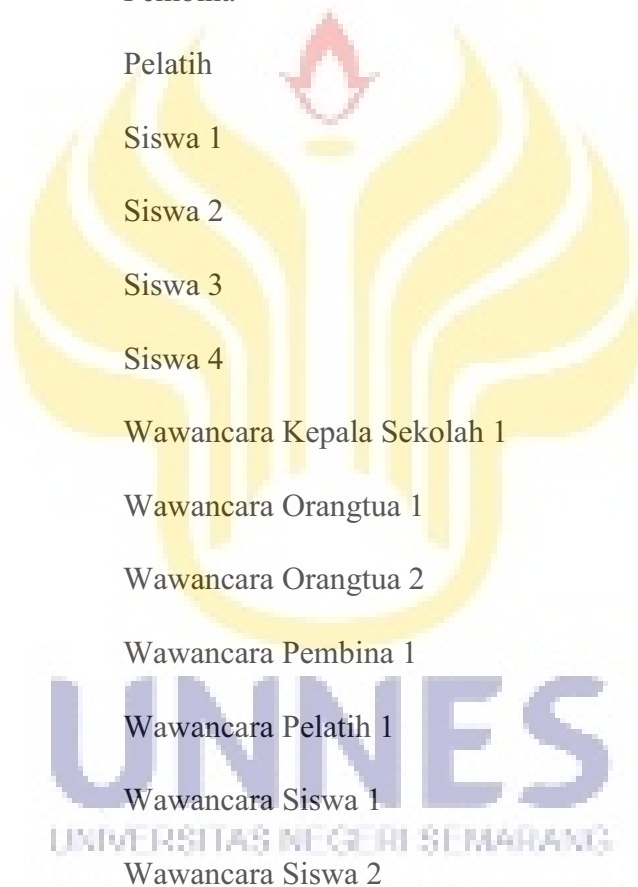 Pelatih
Siswa 1
Siswa 2
Siswa 3
Siswa 4
Wawancara Kepala Sekolah 1
Wawancara Orangtua 1
Wawancara Orangtua 2
Wawancara Pembina 1
UNNES
Wawancara Pelatih 1
Wawancara Siswa 1
UNIVERSITAS NEGERI SEMARANG
Wawancara Siswa 2